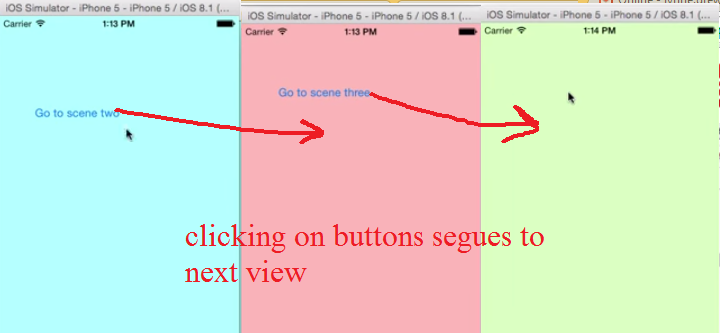 iOS Simulator - iPhone 5 - iPhone 5 / iOS 8.1 (...
Carrier 1:13 PM
Go to scene two
iOS Simulator - iPhone 5 - iPhone 5 / iOS 8.1 (...
Carrier 1:13 PM
Go to scene three
iOS Simulator - iPhone 5 - iPhone 5 / iOS 8.1 (...
Carrier 1:14 PM
clicking on buttons segues to
next view